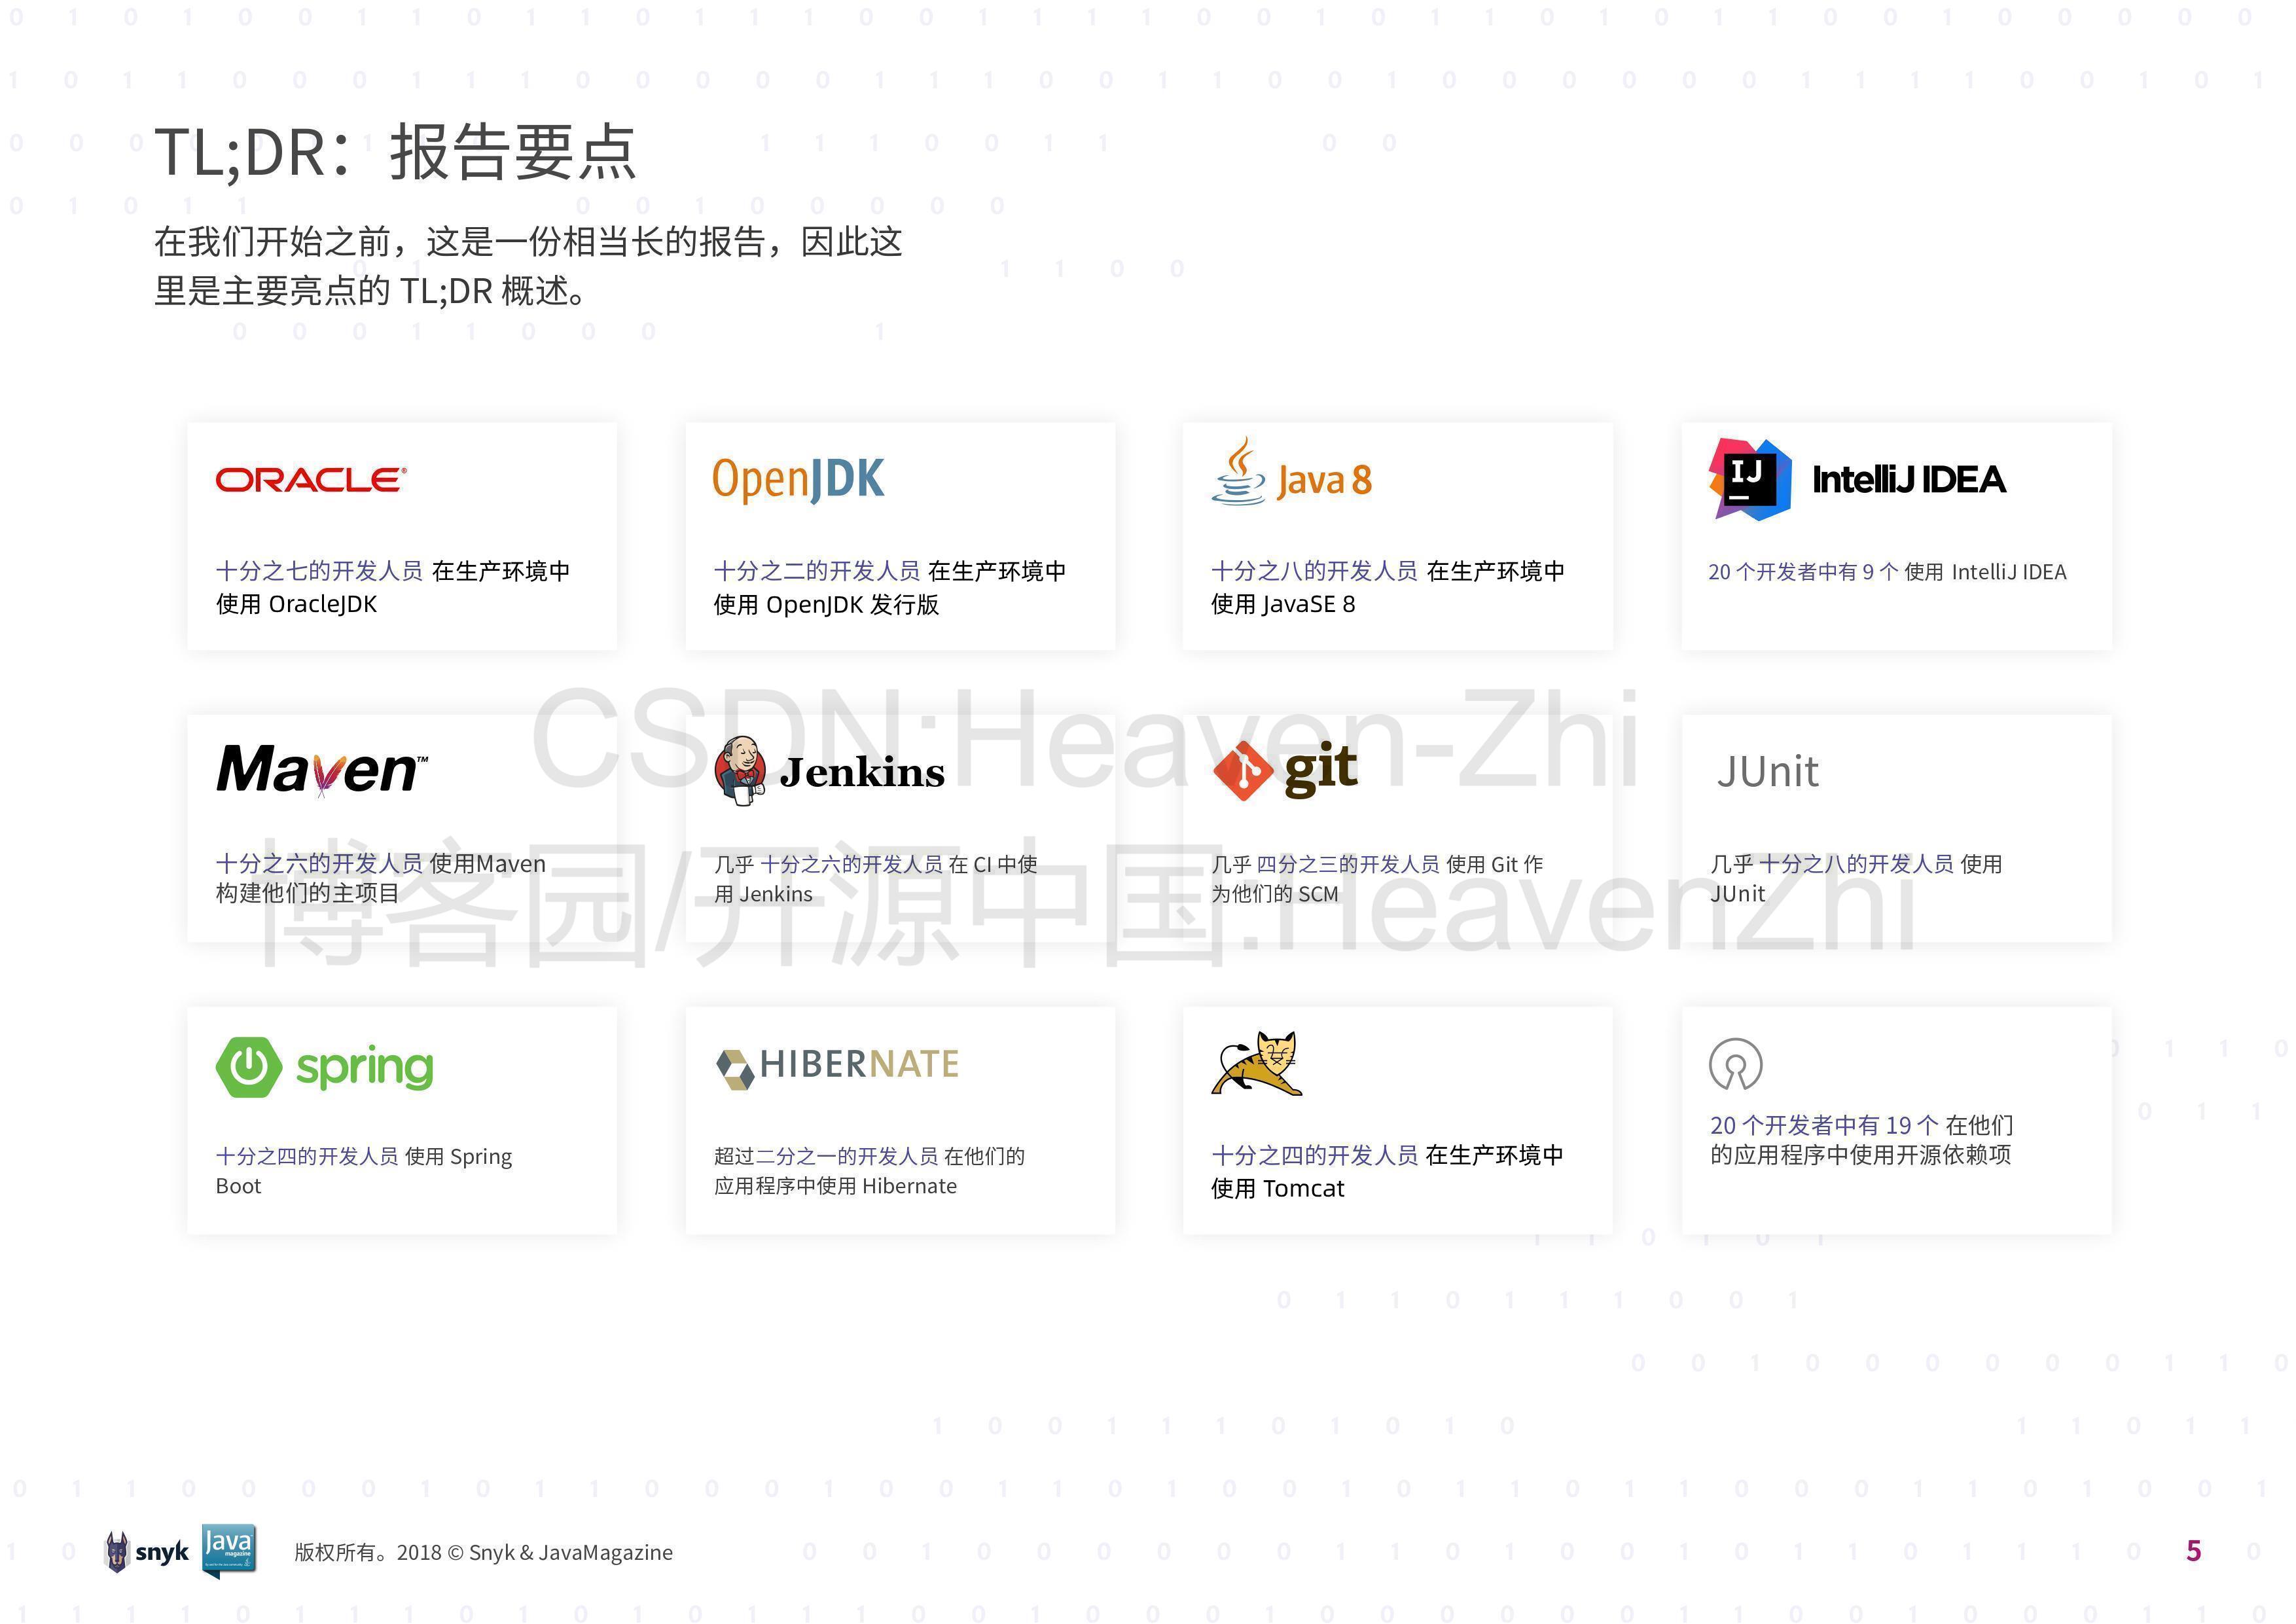 TL;DR：报告要点
在我们开始之前，这是一份相当长的报告，因此这
里是主要亮点的 TL;DR 概述。
ORACLE®
十分之七的开发人员 在生产环境中
使用 OracleJDK
OpenJDK
十分之二的开发人员 在生产环境中
使用 OpenJDK 发行版
Java 8
十分之八的开发人员 在生产环境中
使用 JavaSE 8
IJ
IntelliJ IDEA
20 个开发者中有 9 个 使用 IntelliJ IDEA
CSDN:Heaven-Zhi
Maven™
十分之六的开发人员 使用Maven
构建他们的主项目
Jenkins
几乎 十分之六的开发人员 在 CI 中使
用 Jenkins
git
几乎 四分之三的开发人员 使用 Git 作
为他们的 SCM
JUnit
几乎 十分之八的开发人员 使用
JUnit
博客园/开源中国:HeavenZhi
spring
十分之四的开发人员 使用 Spring
Boot
HIBERNATE
超过二分之一的开发人员 在他们的
应用程序中使用 Hibernate
十分之四的开发人员 在生产环境中
使用 Tomcat
20 个开发者中有 19 个 在他们
的应用程序中使用开源依赖项
snyk
Java
magazine
版权所有。2018 © Snyk & JavaMagazine
5